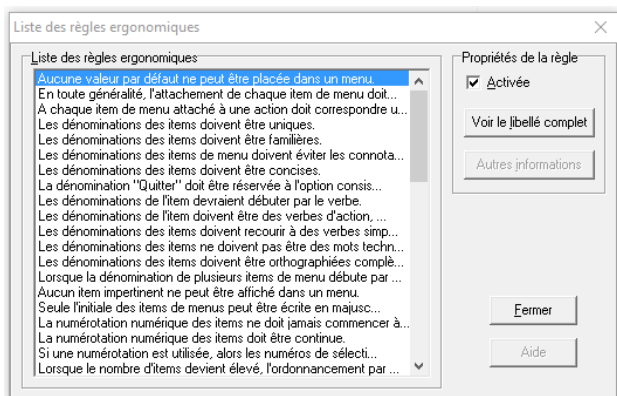 Liste des règles ergonomiques
Liste des règles ergonomiques
Aucune valeur par défaut ne peut être placée dans un menu.
En toute généralité, l'attachement de chaque item de menu doit...
A chaque item de menu attaché à une action doit correspondre u...
Les dénominations des items doivent être uniques.
Les dénominations des items doivent être familières.
Les dénominations des items de menu doivent éviter les connota...
Les dénominations des items doivent être concises.
La dénomination "Quitter" doit être réservée à l'option consis...
Les dénominations de l'item devraient débuter par le verbe.
Les dénominations de l'item doivent être des verbes d'action, ...
Les dénominations des items doivent recourir à des verbes simp...
Les dénominations des items ne doivent pas être des mots techn...
Les dénominations des items doivent être orthographiées complè...
Lorsque la dénomination de plusieurs items de menu débute par ...
Aucun item impertinent ne peut être affiché dans un menu.
Seule l'initiale des items de menus peut être écrite en majusc...
La numérotation numérique des items ne doit jamais commencer à...
La numérotation numérique des items doit être continue.
Si une numérotation est utilisée, alors les numéros de sélecti...
Lorsque le nombre d'items devient élevé, l'ordonnancement par ...
Propriétés de la règle
Activée
Voir le libellé complet
Autres informations
Fermer
Aide